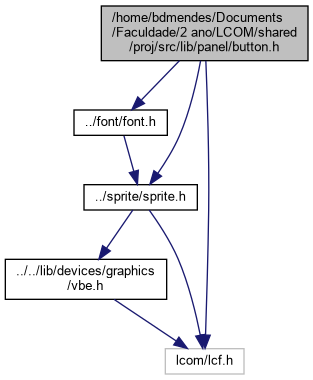 /home/bdmendes/Documents
/Faculdade/2 ano/LCOM/shared
/proj/src/lib/panel/button.h
../font/font.h
../sprite/sprite.h
../../lib/devices/graphics
/vbe.h
lcom/lcf.h